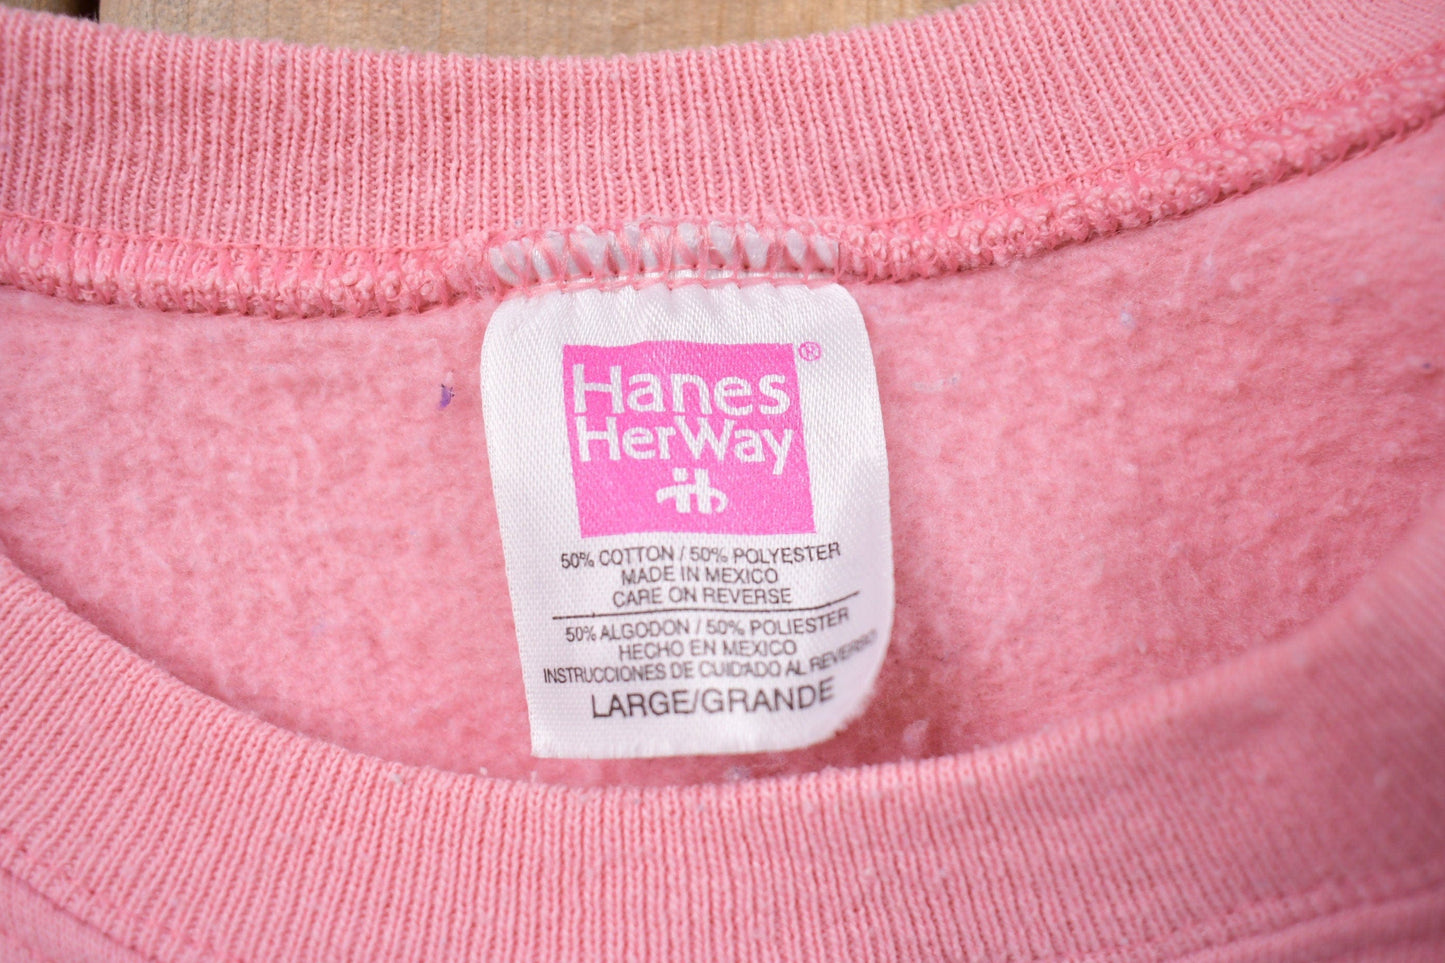 Hanes®
HerWay
50% COTTON / 50% POLYESTER
MADE IN MEXICO
CARE ON REVERSE
50% ALGODON / 50% POLIESTER
HECHO EN MEXICO
INSTRUCCIONES DE CUIDADO AL REVERSO
LARGE/GRANDE